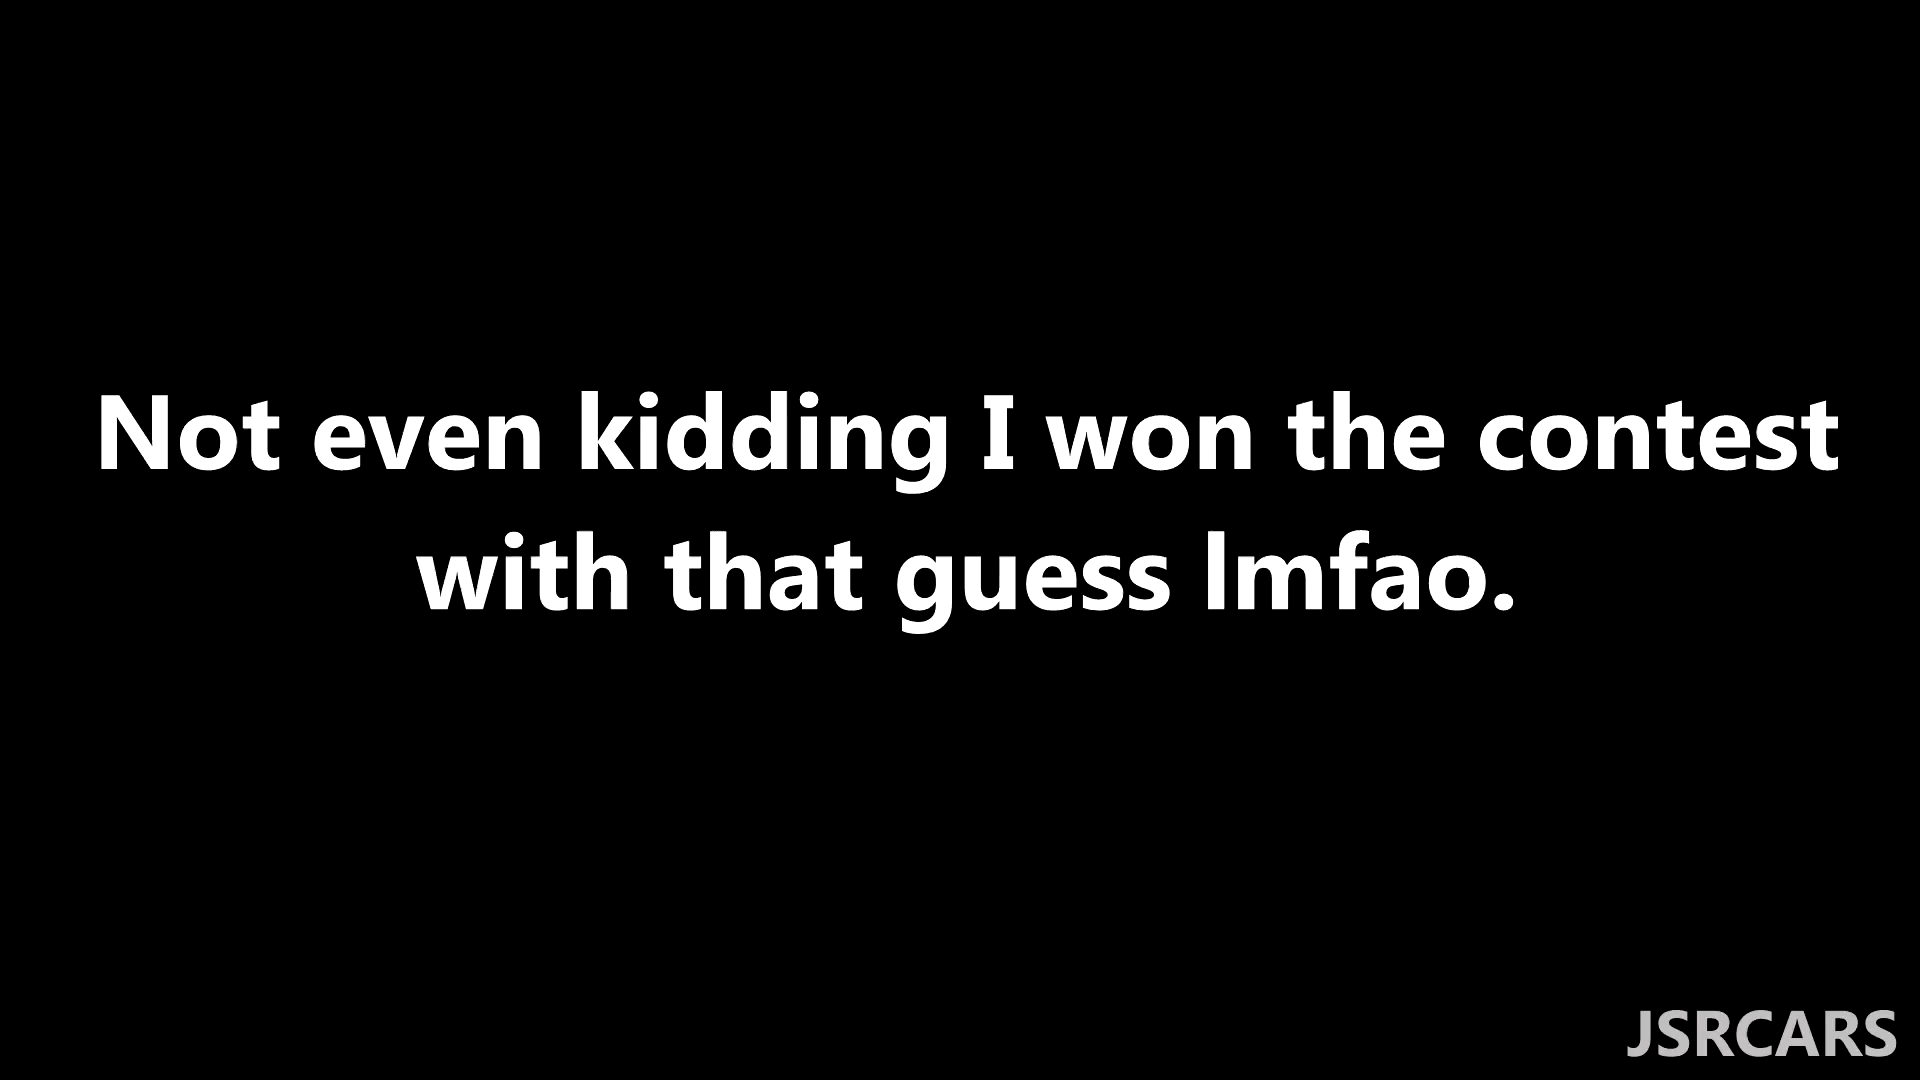 Not even kidding I won the contest
with that guess lmfao.
JSRCARS